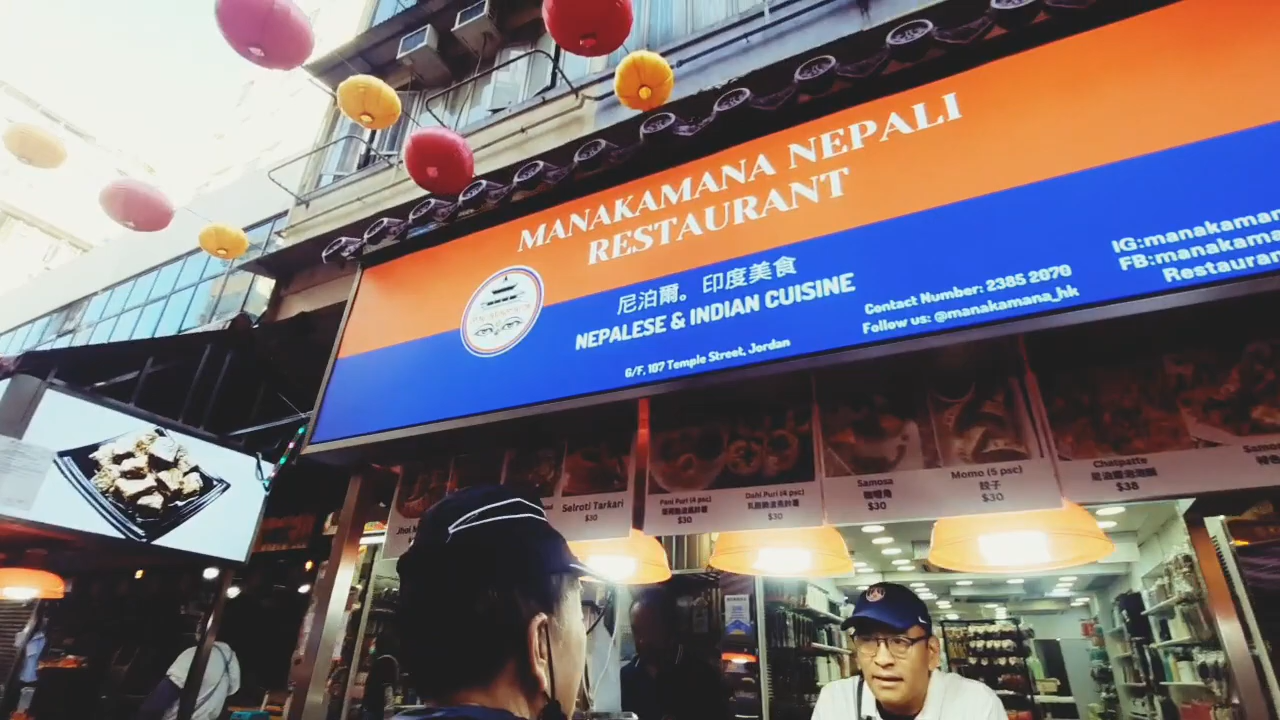 MANAKAMANA NEPALI
RESTAURANT
尼泊爾。印度美食
NEPALESE & INDIAN CUISINE
G/F, 107 Temple Street, Jordan
Contact Number: 2385 2070
Follow us: @manakamana_hk
IG:manakaman
FB:manakama
Restauran
Selroti Tarkari
$30
Pani Puri (4 psc)
$30
Dahi Puri (4 psc)
$30
Samosa
咖喱角
$30
Momo (5 psc)
餃子
$30
Chatpatte
$38